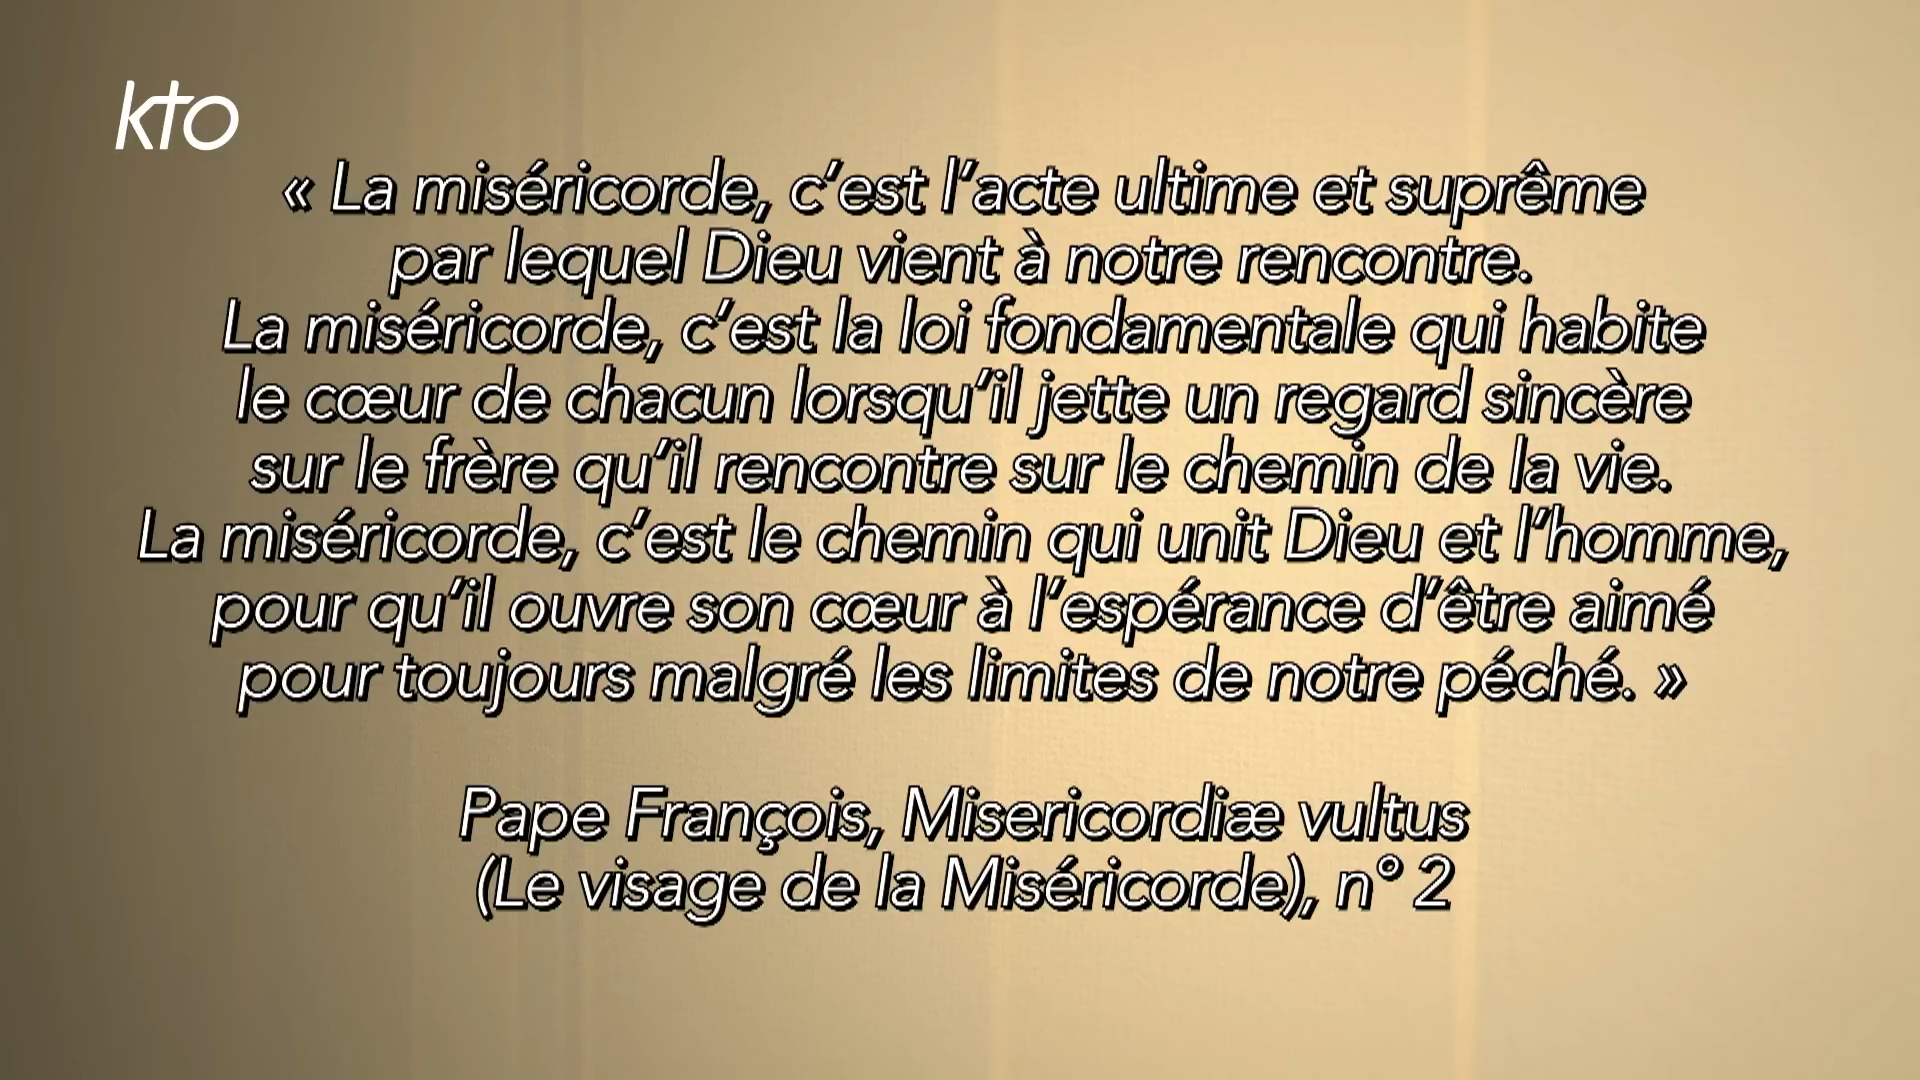 kto
« La miséricorde, c’est l’acte ultime et suprême
par lequel Dieu vient à notre rencontre.
La miséricorde, c’est la loi fondamentale qui habite
le cœur de chacun lorsqu’il jette un regard sincère
sur le frère qu’il rencontre sur le chemin de la vie.
La miséricorde, c’est le chemin qui unit Dieu et l’homme,
pour qu’il ouvre son cœur à l’espérance d’être aimé
pour toujours malgré les limites de notre péché. »
Pape François, Misericordiæ vultus
(Le visage de la Miséricorde), n° 2